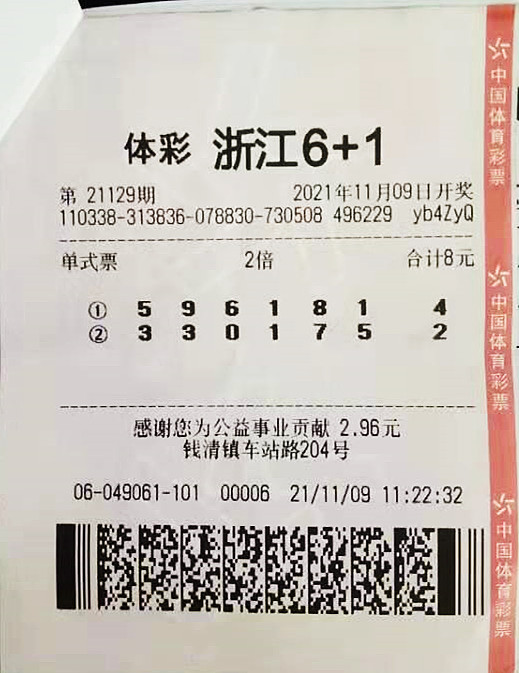 体彩 浙江6+1
第 21129期 2021年11月09日开奖
110338-313836-078830-730508 496229 yb4ZyQ
单式票 2倍 合计8元
① 5 9 6 1 8 1 4
② 3 3 0 1 7 5 2
感谢您为公益事业贡献 2.96元
钱清镇车站路204号
06-049061-101 00006 21/11/09 11:22:32
中国体育彩票
中国体育彩票
中国体育彩票